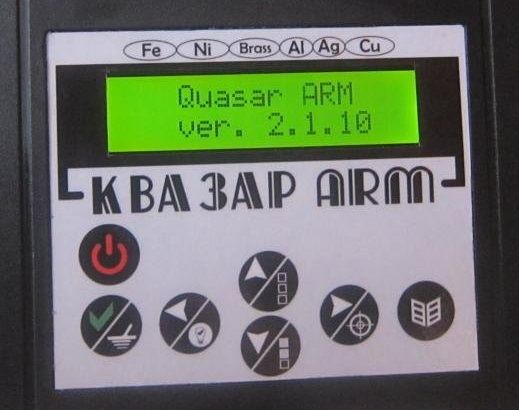 Fe Ni Brass Al Ag Cu
Quasar ARM
ver. 2.1.10
КВАЗАР ARM